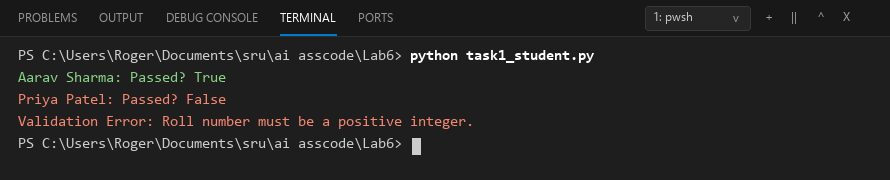 PROBLEMS OUTPUT DEBUG CONSOLE TERMINAL PORTS 1: pwsh v + || ^ X
PS C:\Users\Roger\Documents\sru\ai asscode\Lab6> python task1_student.py
Aarav Sharma: Passed? True
Priya Patel: Passed? False
Validation Error: Roll number must be a positive integer.
PS C:\Users\Roger\Documents\sru\ai asscode\Lab6>